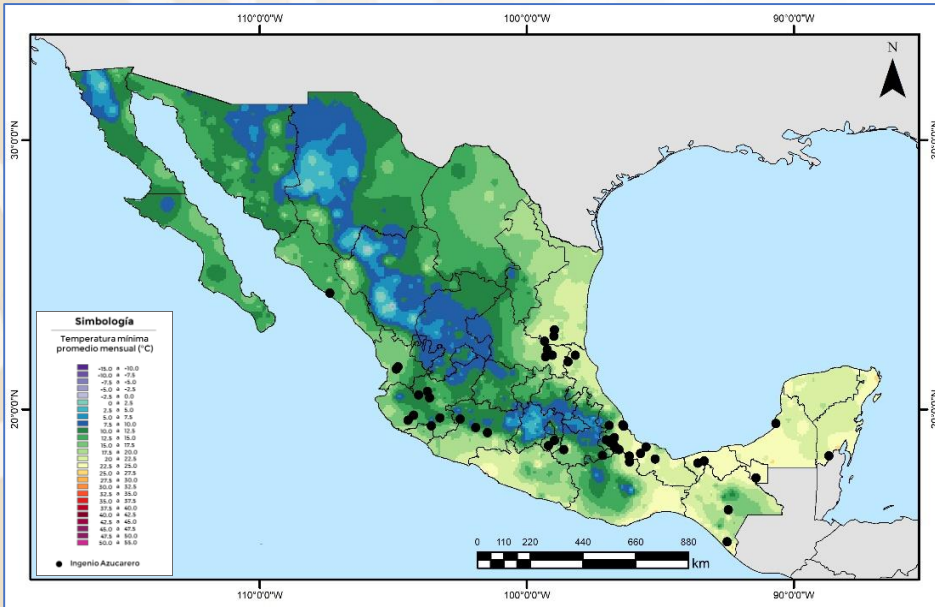 110°0'0"W
100°0'0"W
90°0'0"W
N
30°0'0"N
30°0'0"N
20°0'0"N
20°0'0"N
Simbología
Temperatura mínima
promedio mensual (°C)
-15.0 a -10.0
-10.0 a -7.5
-7.5 a -5.0
-5.0 a -2.5
-2.5 a 0.0
0 a 2.5
2.5 a 5.0
5.0 a 7.5
7.5 a 10.0
10.0 a 12.5
12.5 a 15.0
15.0 a 17.5
17.5 a 20.0
20 a 22.5
22.5 a 25.0
25.0 a 27.5
27.5 a 30.0
30.0 a 32.5
32.5 a 35.0
35.0 a 37.5
37.5 a 40.0
40.0 a 42.5
42.5 a 45.0
45.0 a 47.5
47.5 a 50.0
50.0 a 55.0
Ingenio Azucarero
0 110 220 440 660 880
km
110°0'0"W
100°0'0"W
90°0'0"W